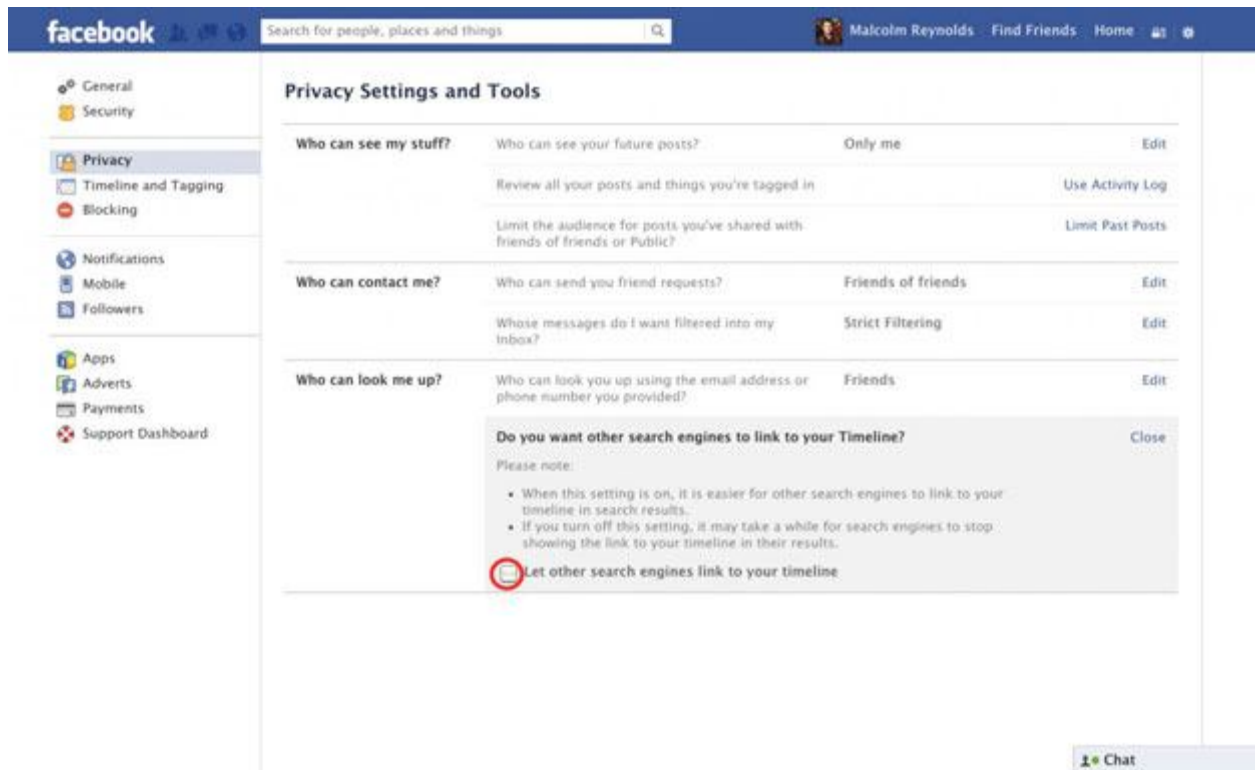 facebook
Search for people, places and things
Malcolm Reynolds Find Friends Home
General
Security
Privacy
Timeline and Tagging
Blocking
Notifications
Mobile
Followers
Apps
Adverts
Payments
Support Dashboard
Privacy Settings and Tools
Who can see my stuff? Who can see your future posts? Only me Edit
Review all your posts and things you're tagged in Use Activity Log
Limit the audience for posts you've shared with Limit Past Posts
friends of friends or Public?
Who can contact me? Who can send you friend requests? Friends of friends Edit
Whose messages do I want filtered into my Strict Filtering Edit
Inbox?
Who can look me up? Who can look you up using the email address or Friends Edit
phone number you provided?
Do you want other search engines to link to your Timeline? Close
Please note:
• When this setting is on, it is easier for other search engines to link to your
timeline in search results.
• If you turn off this setting, it may take a while for search engines to stop
showing the link to your timeline in their results.
Let other search engines link to your timeline
Chat